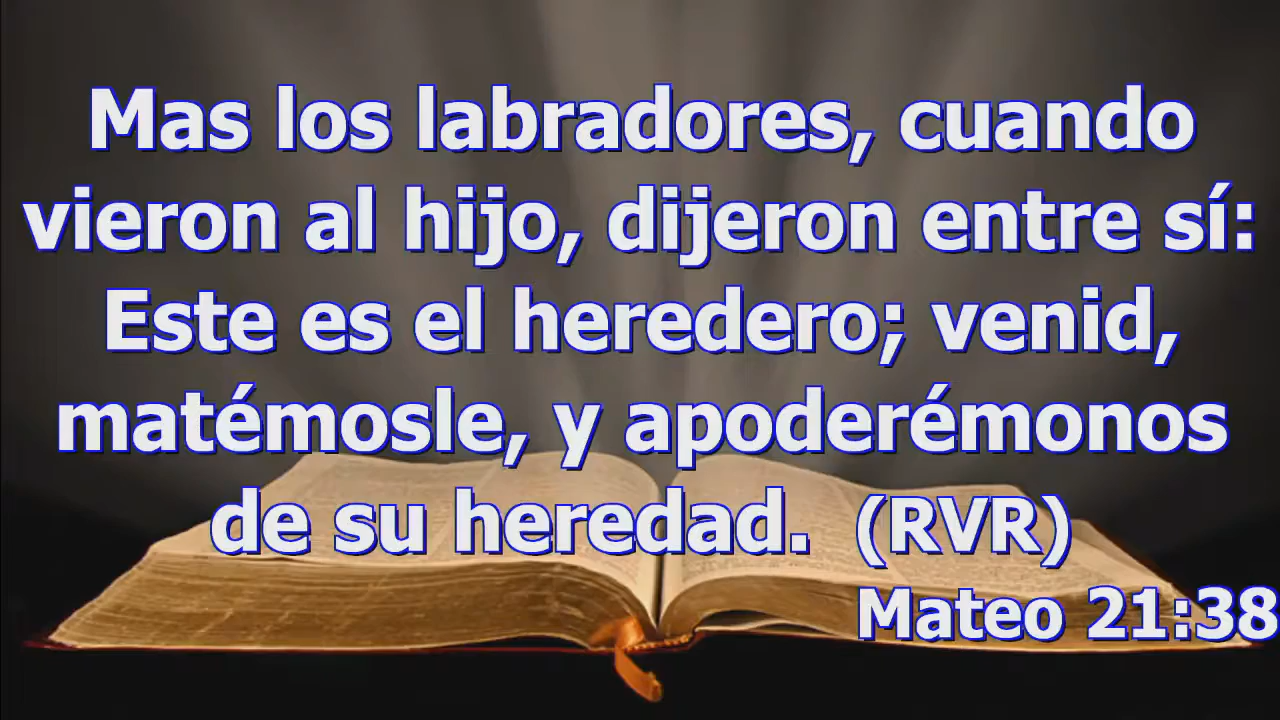 Mas los labradores, cuando
vieron al hijo, dijeron entre sí:
Este es el heredero; venid,
matémosle, y apoderémonos
de su heredad.  (RVR)
Mateo 21:38